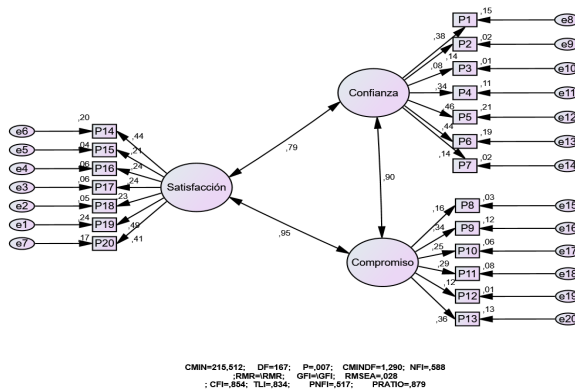 ,15
P1
e8
,38
,02
P2
e9
,14
,01
P3
e10
,08
Confianza
,34
,11
P4
e11
,46
,21
P5
e12
,44
,19
P6
e13
,14
,02
P7
e14
,20
e6
P14
,44
,04
e5
P15
,21
,06
e4
P16
,24
,06
e3
P17
,24
Satisfacción
,05
e2
P18
,23
,24
e1
P19
,49
,17
e7
P20
,41
,79
,90
,95
Compromiso
,03
P8
e15
,16
,12
P9
e16
,34
,06
P10
e17
,25
,08
P11
e18
,29
,01
P12
e19
,12
,13
P13
e20
,36
CMIN=215,512; DF=167; P=,007; CMINDF=1,290; NFI=,588
;RMR=\RMR; GFI=\GFI; RMSEA=,028
; CFI=,854; TLI=,834; PNFI=,517; PRATIO=,879